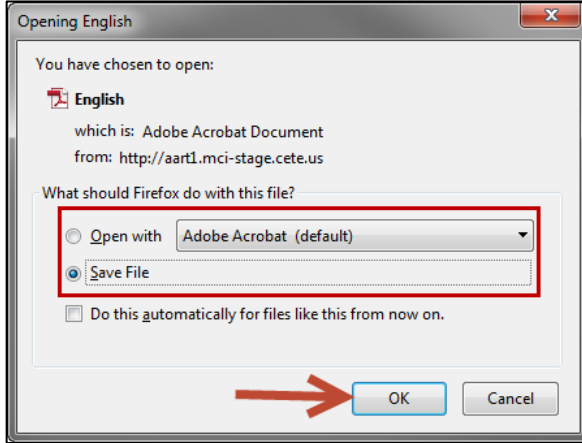 Opening English
You have chosen to open:
English
which is: Adobe Acrobat Document
from: http://aart1.mci-stage.cete.us
What should Firefox do with this file?
Open with Adobe Acrobat (default)
Save File
Do this automatically for files like this from now on.
OK Cancel